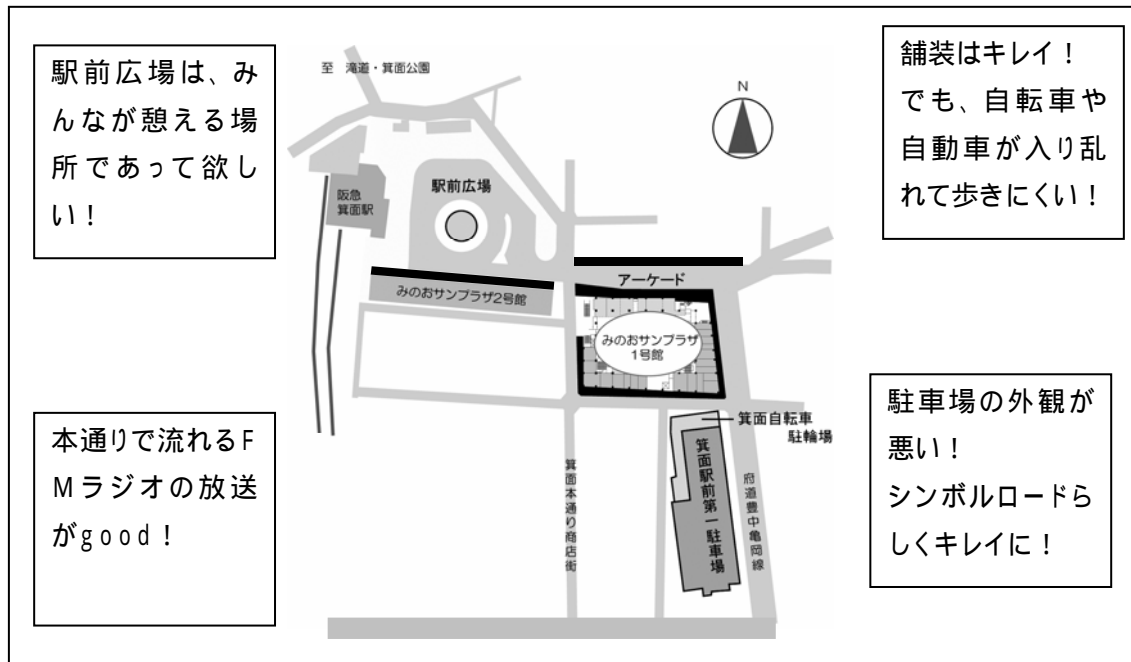 駅前広場は、み
んなが憩える場
所であって欲し
い！
本通りで流れるF
Mラジオの放送
がgood！
至　滝道・箕面公園
N
駅前広場
阪急
箕面駅
アーケード
みのおサンプラザ2号館
みのおサンプラザ
1号館
箕面自転車
駐輪場
箕面駅前第一駐車場
箕面本通り商店街
府道豊中亀岡線
舗装はキレイ！
でも、自転車や
自動車が入り乱
れて歩きにくい！
駐車場の外観が
悪い！
シンボルロードら
しくキレイに！